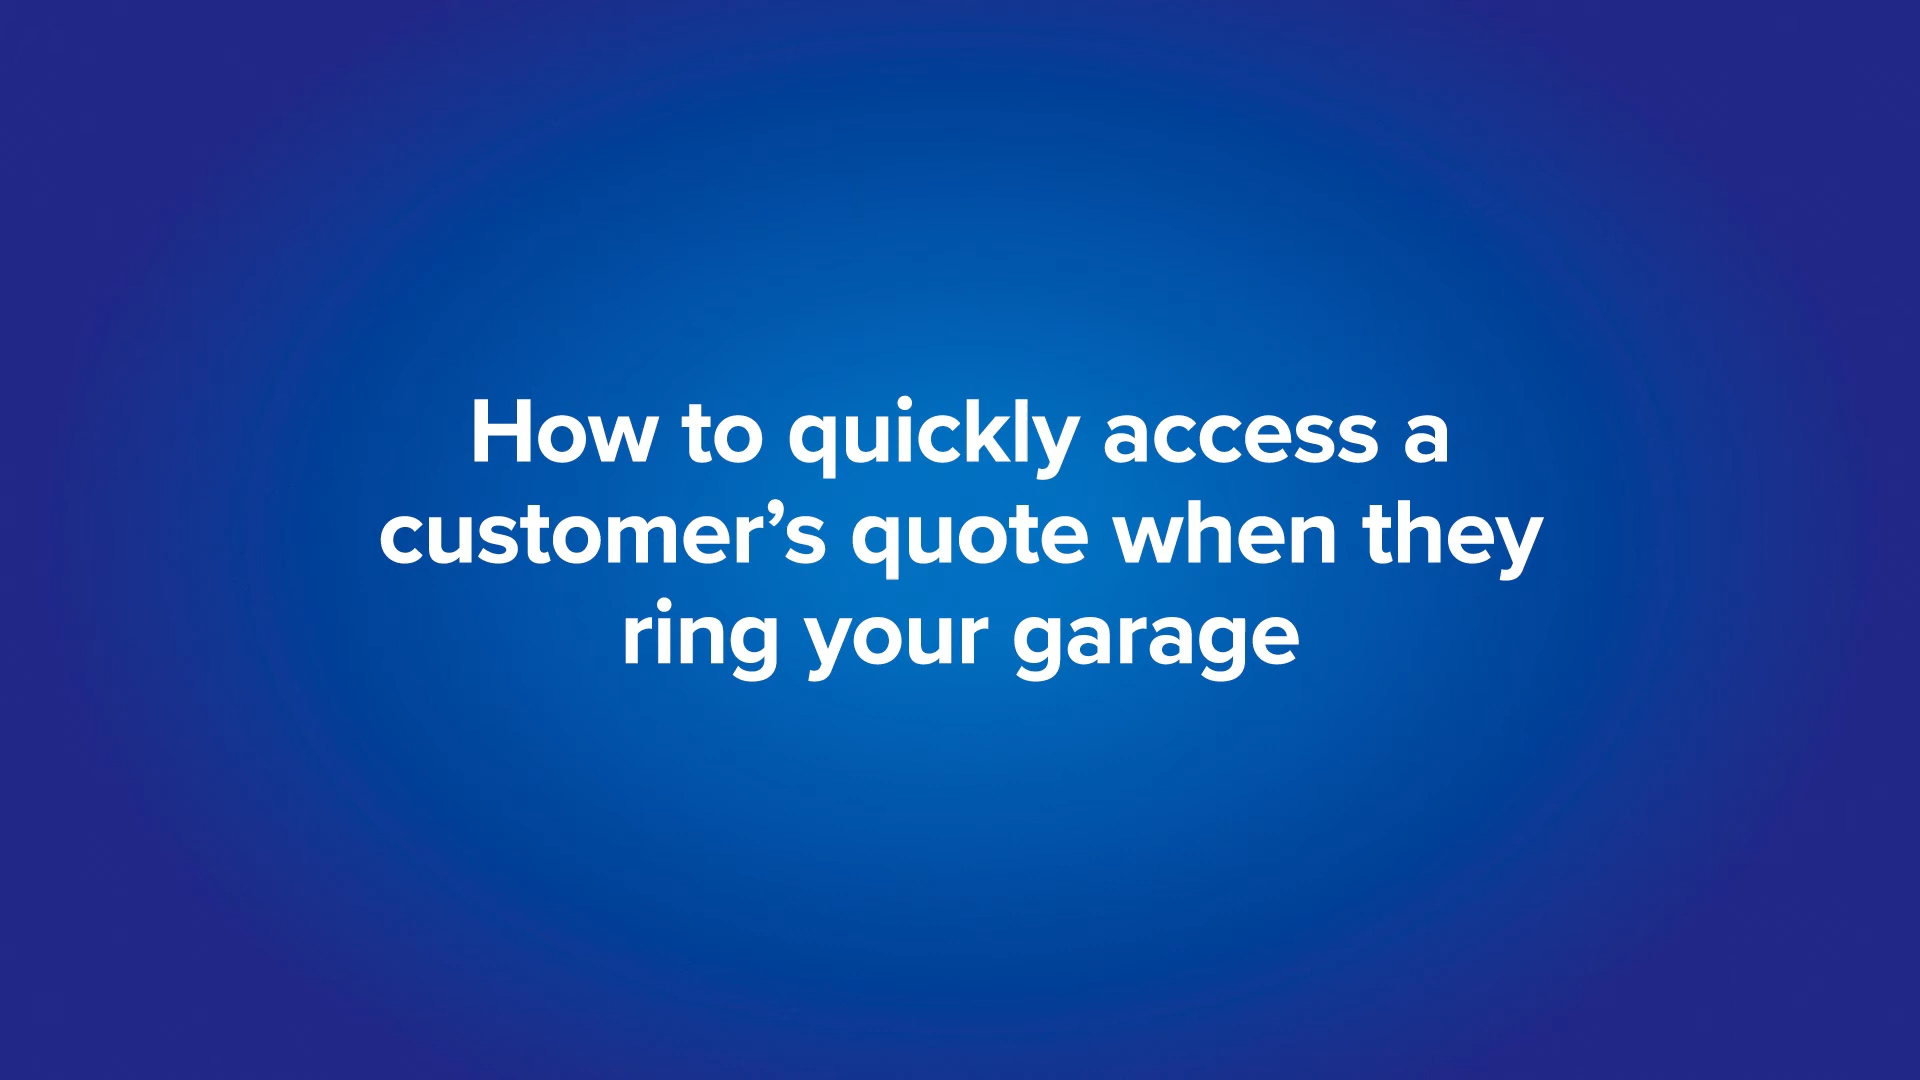 How to quickly access a
customer’s quote when they
ring your garage